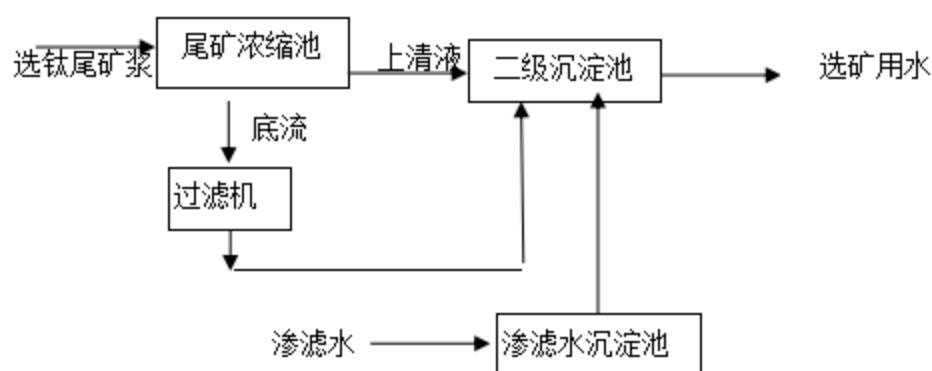 选钛尾矿浆
尾矿浓缩池
上清液
二级沉淀池
选矿用水
底流
过滤机
渗滤水
渗滤水沉淀池